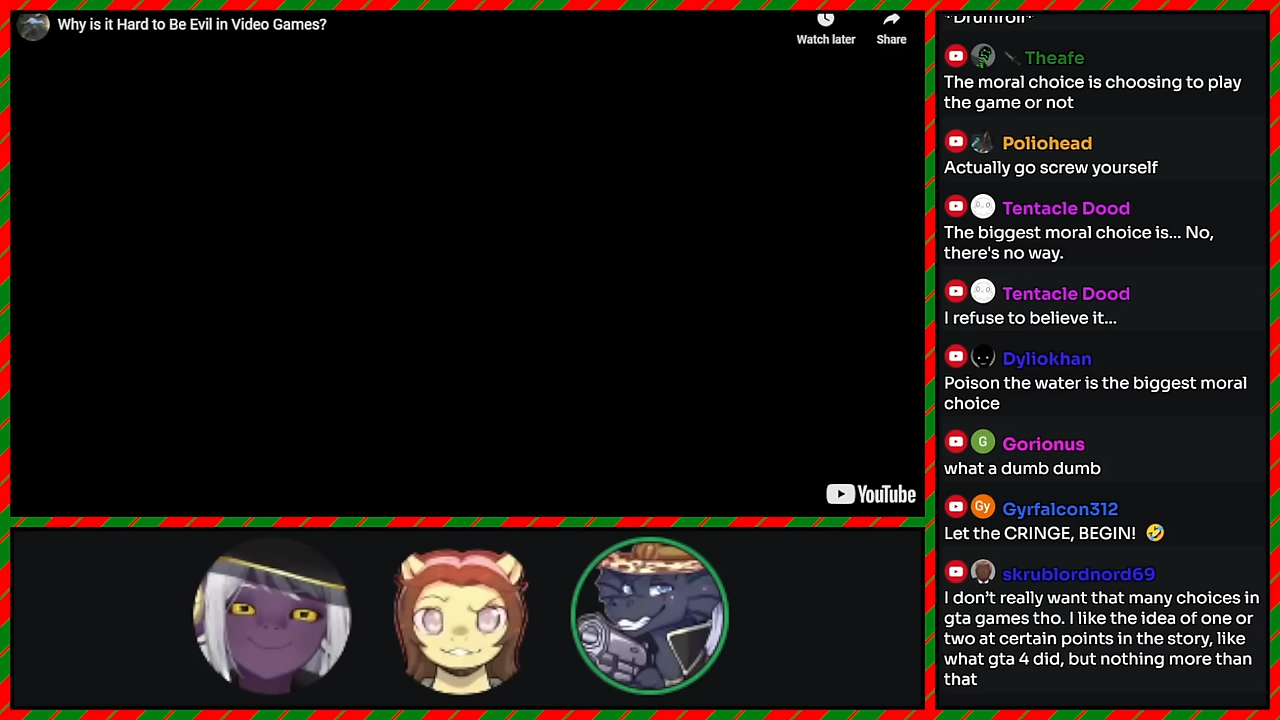 Why is it Hard to Be Evil in Video Games?
Watch later
Share
YouTube
*Drumroll*
Theafe
The moral choice is choosing to play
the game or not
Poliohead
Actually go screw yourself
Tentacle Dood
The biggest moral choice is... No,
there's no way.
Tentacle Dood
I refuse to believe it...
Dyliokhan
Poison the water is the biggest moral
choice
G
Gorionus
what a dumb dumb
Gy
Gyrfalcon312
Let the CRINGE, BEGIN! 🤣
skrublordnord69
I don't really want that many choices in
gta games tho. I like the idea of one or
two at certain points in the story, like
what gta 4 did, but nothing more than
that